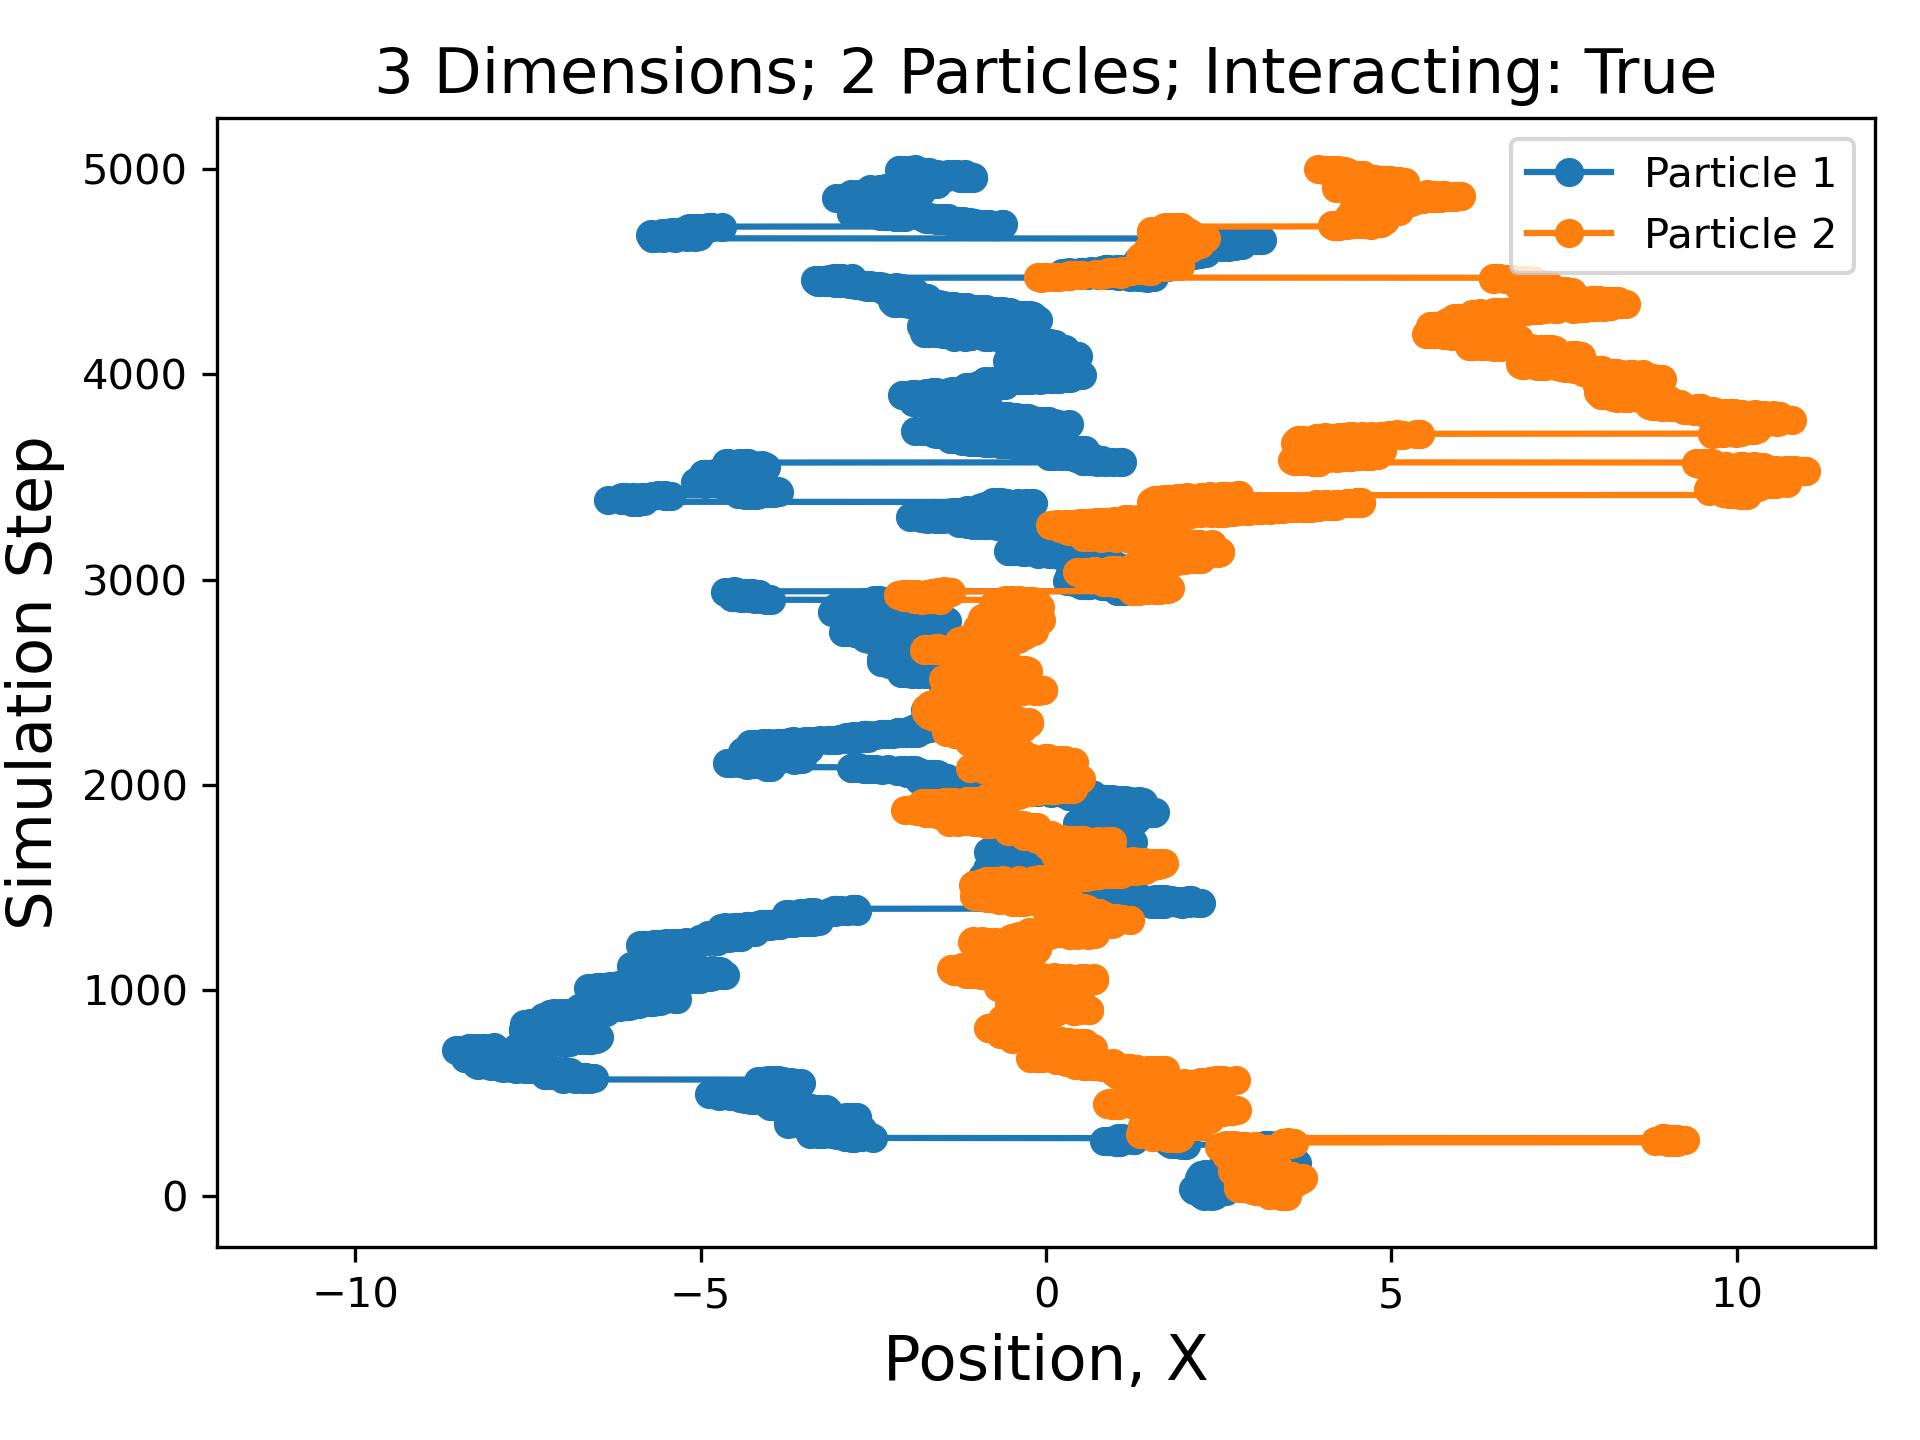 3 Dimensions; 2 Particles; Interacting: True
Particle 1
Particle 2
5000
4000
3000
2000
1000
0
Simulation Step
−10
−5
0
5
10
Position, X